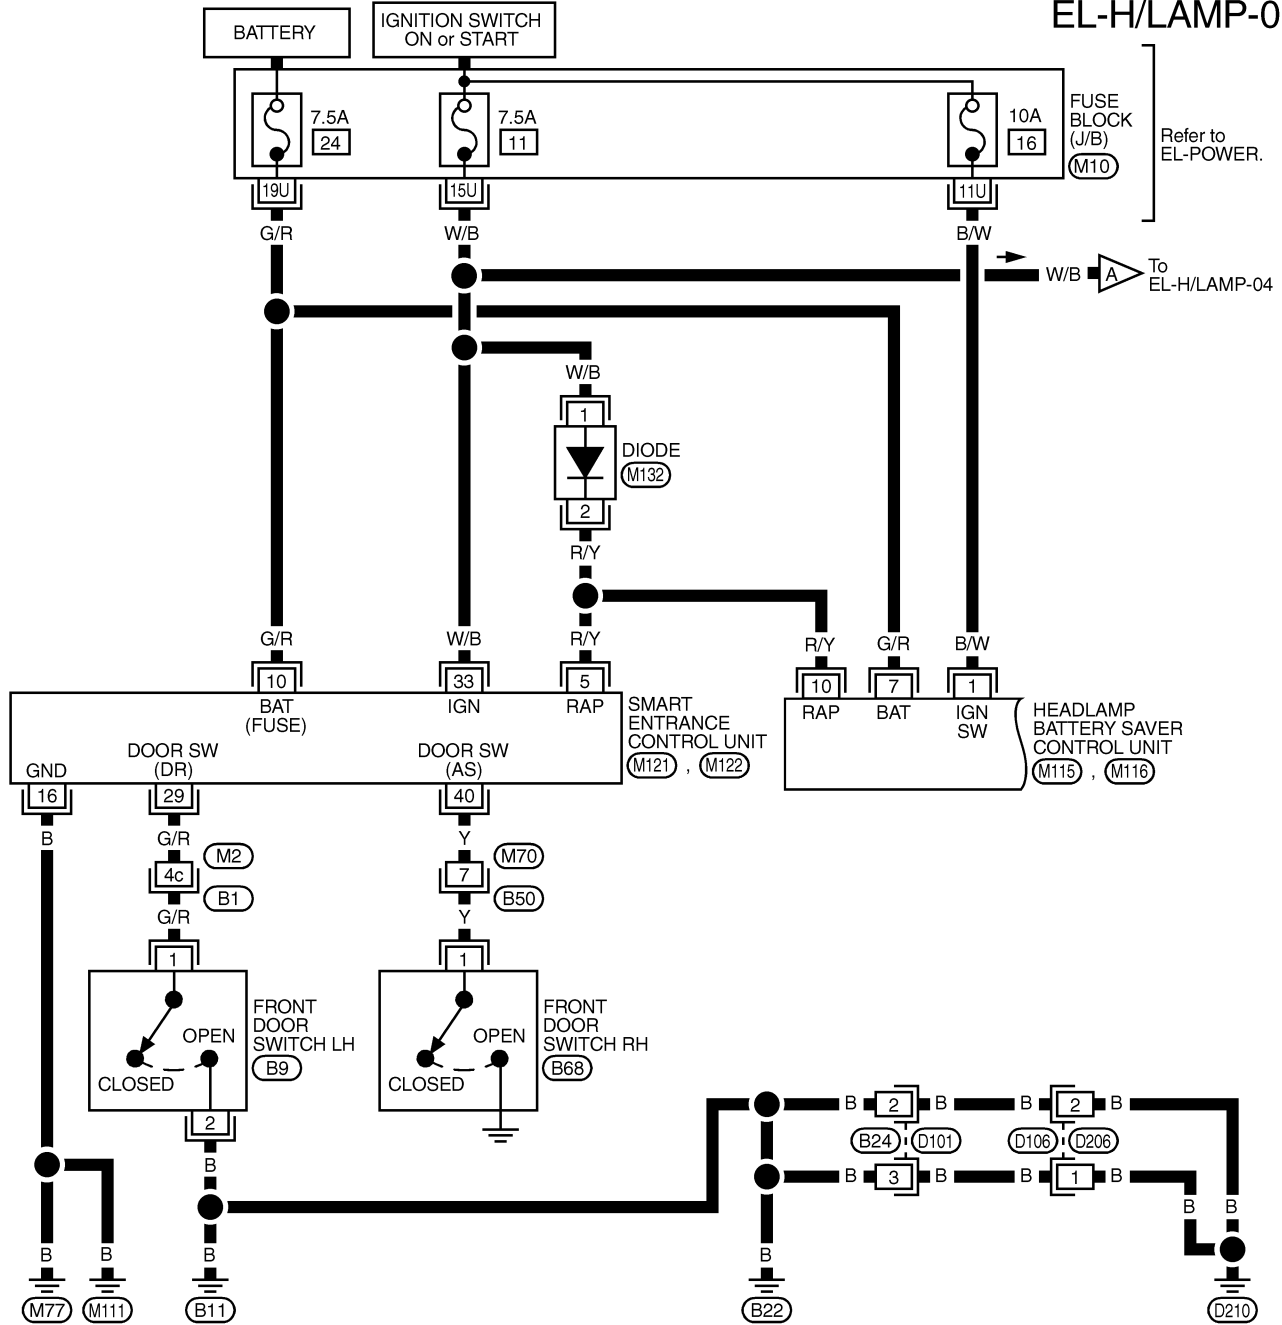 EL-H/LAMP-0
BATTERY
IGNITION SWITCH
ON or START
7.5A
24
7.5A
11
10A
16
FUSE
BLOCK
(J/B)
M10
Refer to
EL-POWER.
19U
15U
11U
G/R
W/B
B/W
W/B
A
To
EL-H/LAMP-04
W/B
1
DIODE
M132
2
R/Y
G/R
W/B
R/Y
R/Y
G/R
B/W
10
33
5
10
7
1
BAT
(FUSE)
IGN
RAP
RAP
BAT
IGN
SW
SMART
ENTRANCE
CONTROL UNIT
M121 , M122
HEADLAMP
BATTERY SAVER
CONTROL UNIT
M115 , M116
GND
DOOR SW
(DR)
DOOR SW
(AS)
16
29
40
B
G/R
Y
M2
M70
4c
7
B1
B50
G/R
Y
1
1
OPEN
CLOSED
FRONT
DOOR
SWITCH LH
B9
OPEN
CLOSED
FRONT
DOOR
SWITCH RH
B68
2
B
B 2 B
B 2 B
B24 D101
D106 D206
B 3 B
B 1 B
B
B
B
B
B
B
M77
M111
B11
B22
D210